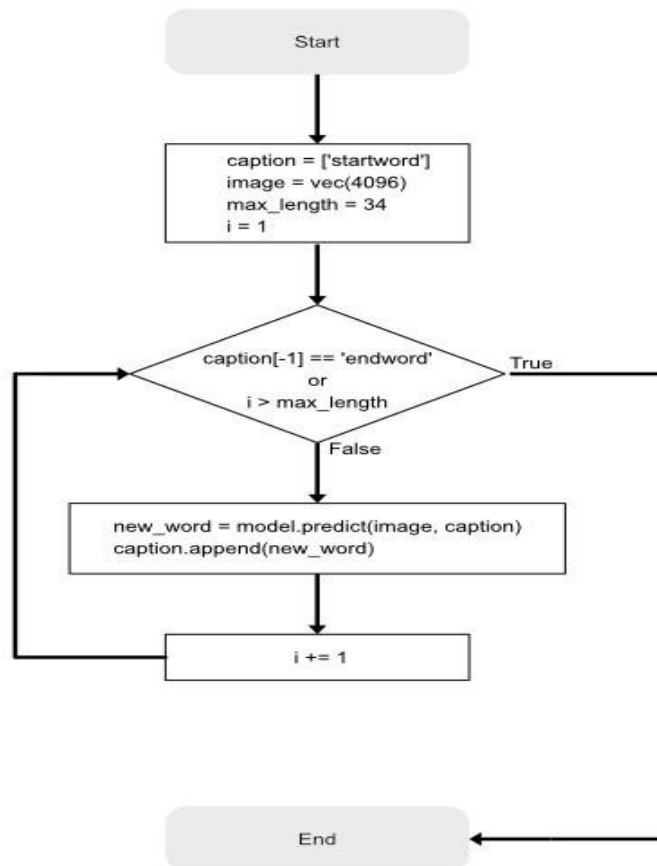 Start
caption = ['startword']
image = vec(4096)
max_length = 34
i = 1
caption[-1] == 'endword'
or
i > max_length
True
False
new_word = model.predict(image, caption)
caption.append(new_word)
i += 1
End